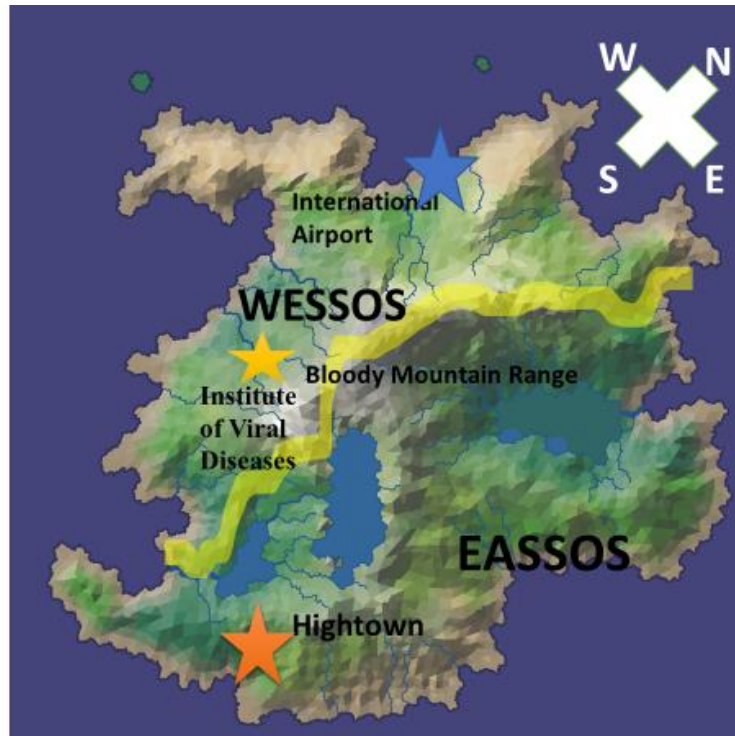 W N
S E
International
Airport
WESSOS
Bloody Mountain Range
Institute
of Viral
Diseases
EASSOS
Hightown